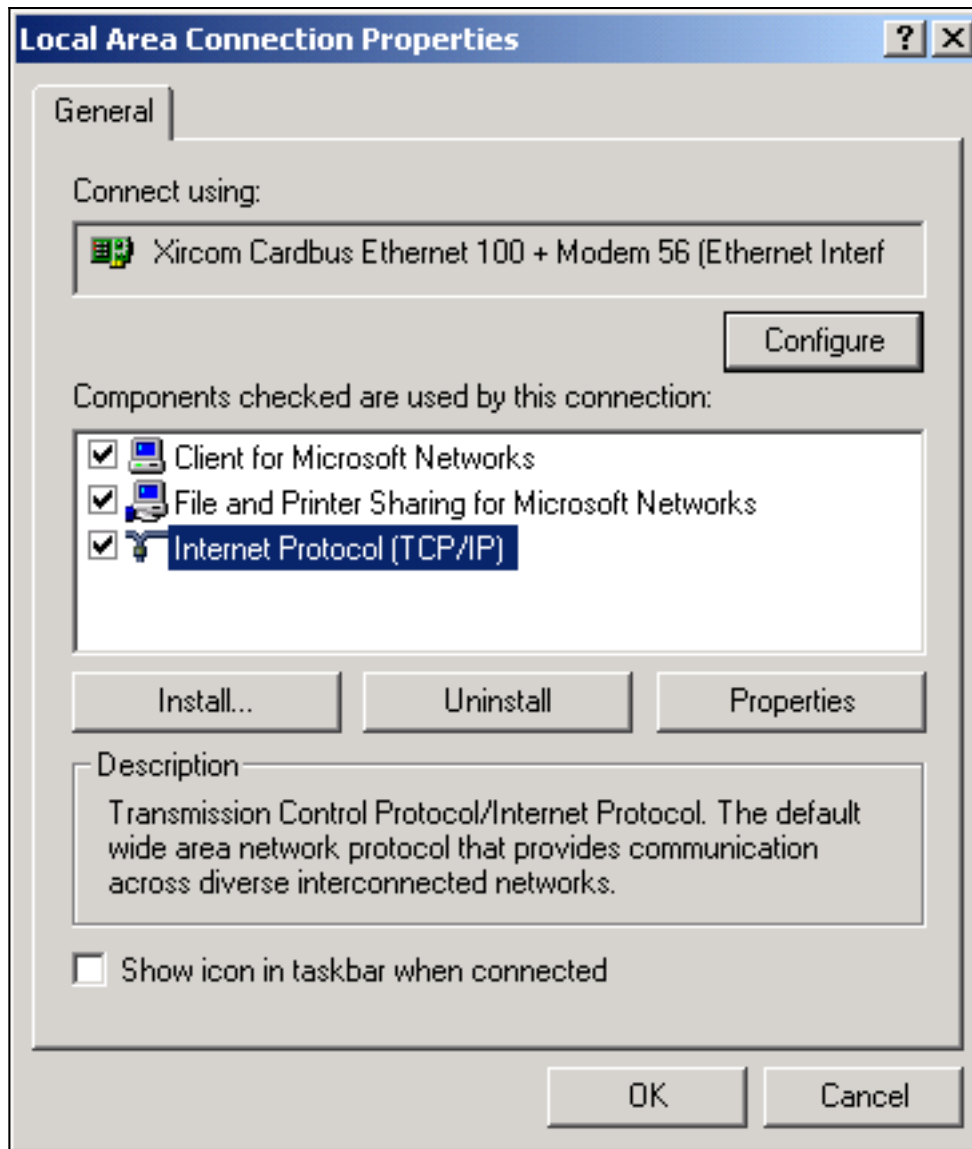 Local Area Connection Properties
General
Connect using:
Xircom Cardbus Ethernet 100 + Modem 56 (Ethernet Interf
Configure
Components checked are used by this connection:
Client for Microsoft Networks
File and Printer Sharing for Microsoft Networks
Internet Protocol (TCP/IP)
Install... Uninstall Properties
Description
Transmission Control Protocol/Internet Protocol. The default
wide area network protocol that provides communication
across diverse interconnected networks.
Show icon in taskbar when connected
OK Cancel